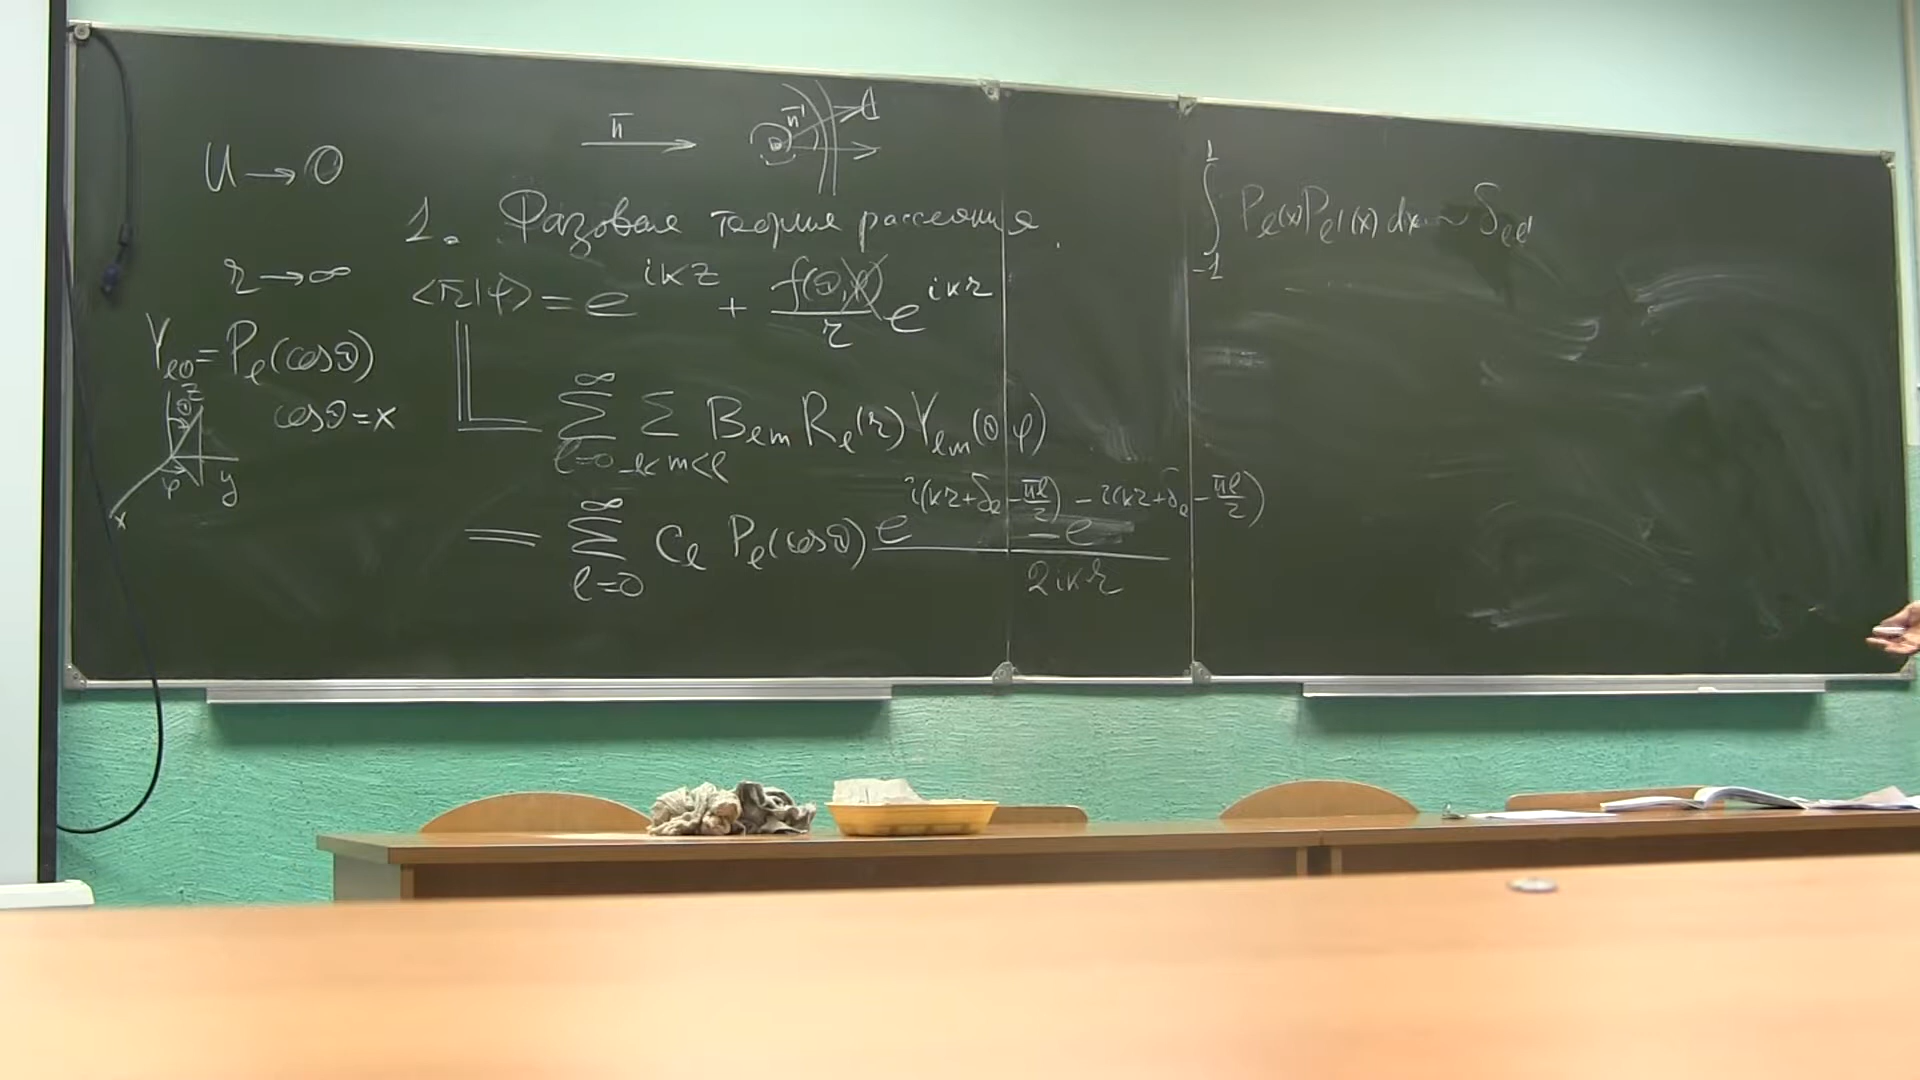 U → 0
n̄
n̄'
1. Фазовая теория рассеяния.
r → ∞
<r̄|ψ> = e^{ikz} + f(θ,φ)/r e^{ikr}
Y_{l0} = P_l(cosθ)
cosθ = x
z
θ
φ
y
x
∑_{l=0}^{∞} ∑_{-l<m<l} B_{lm} R_l(r) Y_{lm}(θ,φ)
= ∑_{l=0}^{∞} C_l P_l(cosθ) (e^{i(kr+δ_l-πl/2)} - e^{-i(kr+δ_l-πl/2)})/(2ikr)
∫_{-1}^{1} P_l(x) P_{l'}(x) dx ~ δ_{ll'}